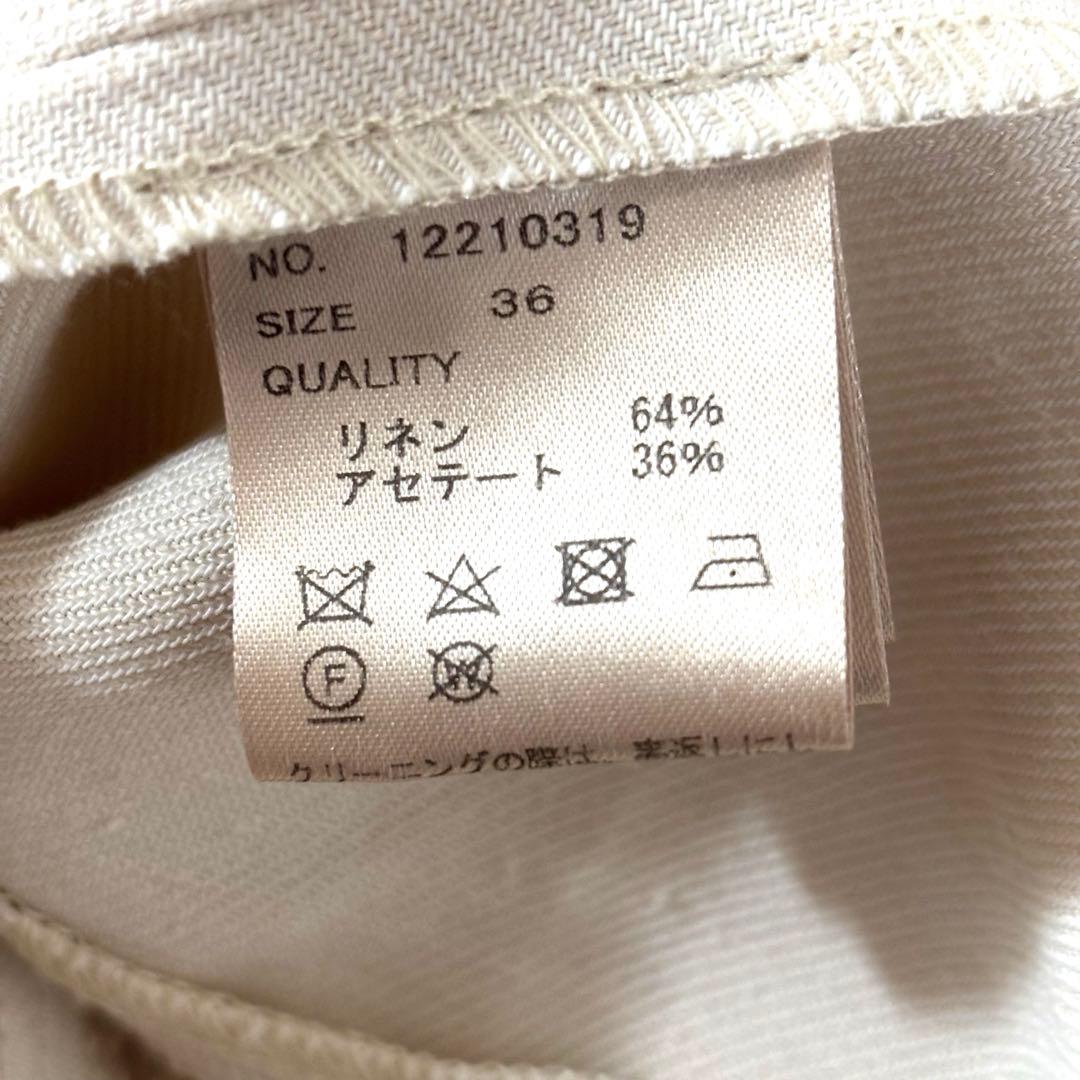 NO. 12210319
SIZE 36
QUALITY
リネン 64%
アセテート 36%
F
W
クリーニングの際は、裏返しにし